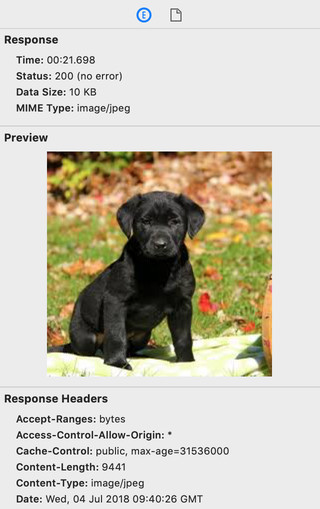 Response
Time: 00:21.698
Status: 200 (no error)
Data Size: 10 KB
MIME Type: image/jpeg
Preview
Response Headers
Accept-Ranges: bytes
Access-Control-Allow-Origin: *
Cache-Control: public, max-age=31536000
Content-Length: 9441
Content-Type: image/jpeg
Date: Wed, 04 Jul 2018 09:40:26 GMT